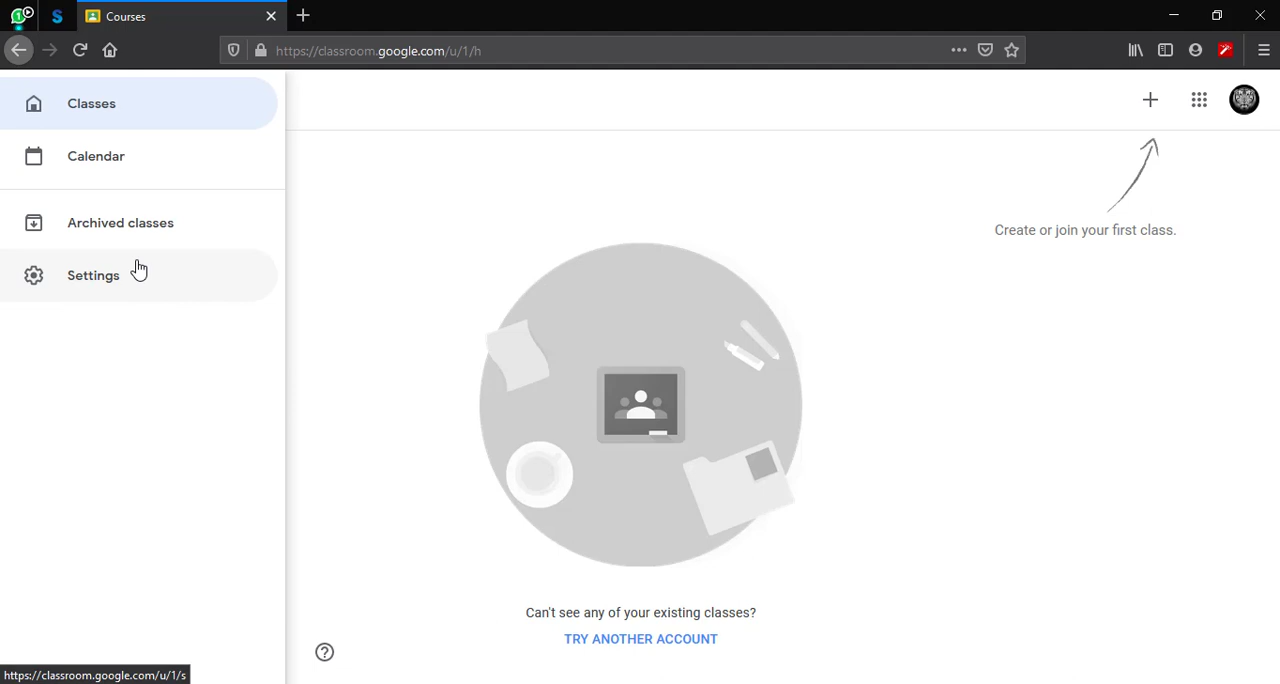 Courses
https://classroom.google.com/u/1/h
Classes
Calendar
Archived classes
Settings
Create or join your first class.
Can't see any of your existing classes?
TRY ANOTHER ACCOUNT
https://classroom.google.com/u/1/s